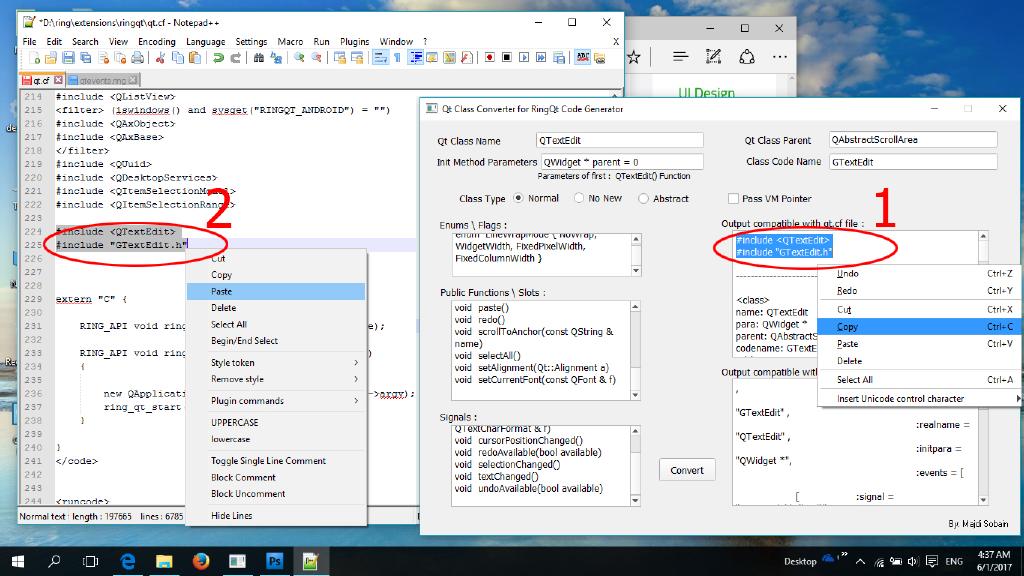 *D:\ring\extensions\ringqt\qt.cf - Notepad++
File Edit Search View Encoding Language Settings Macro Run Plugins Window ? X
qt.cf qtevents.ring
214 #include <QListView>
215 <filter> (iswindows() and sysget("RINGQT_ANDROID") = "")
216 #include <QAxObject>
217 #include <QAxBase>
218 </filter>
219 #include <QUuid>
220 #include <QDesktopServices>
221 #include <QItemSelectionModel>
222 #include <QItemSelectionRange>
223
224 #include <QTextEdit>
225 #include "GTextEdit.h"
226
227
228
229 extern "C" {
230
231 RING_API void ring e);
232
233 RING_API void ring )
234 {
235
236 new QApplicati ->argv);
237 ring_qt_start
238 }
239
240 }
241 </code>
242
243
244 <runcode>
Normal text length : 197665 lines : 6785
2
Cut
Copy
Paste
Delete
Select All
Begin/End Select
Style token
Remove style
Plugin commands
UPPERCASE
lowercase
Toggle Single Line Comment
Block Comment
Block Uncomment
Hide Lines
UI Design
Qt Class Converter for RingQt Code Generator
Qt Class Name QTextEdit
Qt Class Parent QAbstractScrollArea
Init Method Parameters QWidget * parent = 0
Class Code Name GTextEdit
Parameters of first : QTextEdit() Function
Class Type Normal No New Abstract
Pass VM Pointer
1
Enums \ Flags :
enum LineWrapMode { NoWrap,
WidgetWidth, FixedPixelWidth,
FixedColumnWidth }
Public Functions \ Slots :
void paste()
void redo()
void scrollToAnchor(const QString &
name)
void selectAll()
void setAlignment(Qt::Alignment a)
void setCurrentFont(const QFont & f)
Signals :
QTextCharFormat & f)
void cursorPositionChanged()
void redoAvailable(bool available)
void selectionChanged()
void textChanged()
void undoAvailable(bool available)
Convert
Output compatible with qt.cf file :
#include <QTextEdit>
#include "GTextEdit.h"
<class>
name: QTextEdit
para: QWidget *
parent: QAbstractS
codename: GTextE
Undo Ctrl+Z
Redo Ctrl+Y
Cut Ctrl+X
Copy Ctrl+C
Paste Ctrl+V
Delete
Select All Ctrl+A
Insert Unicode control character
Output compatible with
,
:realname =
"GTextEdit" ,
:initpara =
"QTextEdit" ,
:events = [
"QWidget *",
[ :signal =
By: Majdi Sobain
Desktop » ENG 4:37 AM
6/1/2017